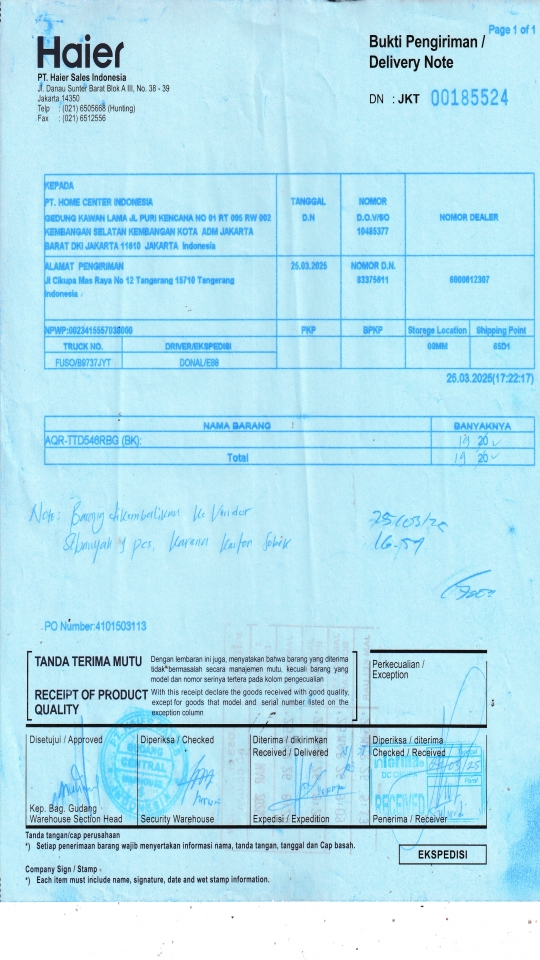 Page 1 of 1
Haier
Bukti Pengiriman /
Delivery Note
PT. Haier Sales Indonesia
Jl. Danau Sunter Barat Blok A III, No. 38 - 39
Jakarta 14350
Telp : (021) 6505668 (Hunting)
Fax : (021) 6512556
DN : JKT 00185524
KEPADA
PT. HOME CENTER INDONESIA
GEDUNG KAWAN LAMA JL PURI KENCANA NO 01 RT 005 RW 002
KEMBANGAN SELATAN KEMBANGAN KOTA ADM JAKARTA
BARAT DKI JAKARTA 11610 JAKARTA Indonesia
TANGGAL
D.N
NOMOR
D.O.V/SO
10485377
NOMOR DEALER
ALAMAT PENGIRIMAN
Jl Cikupa Mas Raya No 12 Tangerang 15710 Tangerang
Indonesia
25.03.2025
NOMOR D.N.
83375611
6000612307
PKP
BPKP
Storege Location
Shipping Point
TRUCK NO.
DRIVER/EKSPEDISI
FUSO/B9737JYT
65D1
25.03.2025(17:22:17)
NAMA BARANG
BANYAKNYA
AQR-TTD546RBG (BK):
19 20
Total
19 20
Note: Barang dikembalikan ke Vendor
Sebanyak 1 pcs, Karena Karton Sobek
25/03/25
16-59
PO Number:4101503113
TANDA TERIMA MUTU
Dengan lembaran ini juga, menyatakan bahwa barang yang diterima
tidak bermasalah secara manajemen mutu, kecuali barang yang
model dan nomor serinya tertera pada kolom pengecualian
RECEIPT OF PRODUCT
QUALITY
With this receipt declare the goods received with good quality,
except for goods that model and serial number listed on the
exception column
Perkecualian /
Exception
Disetujui / Approved
Diperiksa / Checked
Diterima / dikirimkan
Received / Delivered
Diperiksa / diterima
Checked / Received
GUDANG
CENTRAL
RECEIVED
Kep. Bag. Gudang
Warehouse Section Head
Security Warehouse
Expedisi / Expedition
Penerima / Receiver
Tanda tangan/cap perusahaan
*) Setiap penerimaan barang wajib menyertakan informasi nama, tanda tangan, tanggal dan Cap basah.
EKSPEDISI
Company Sign / Stamp
*) Each item must include name, signature, date and wet stamp information.